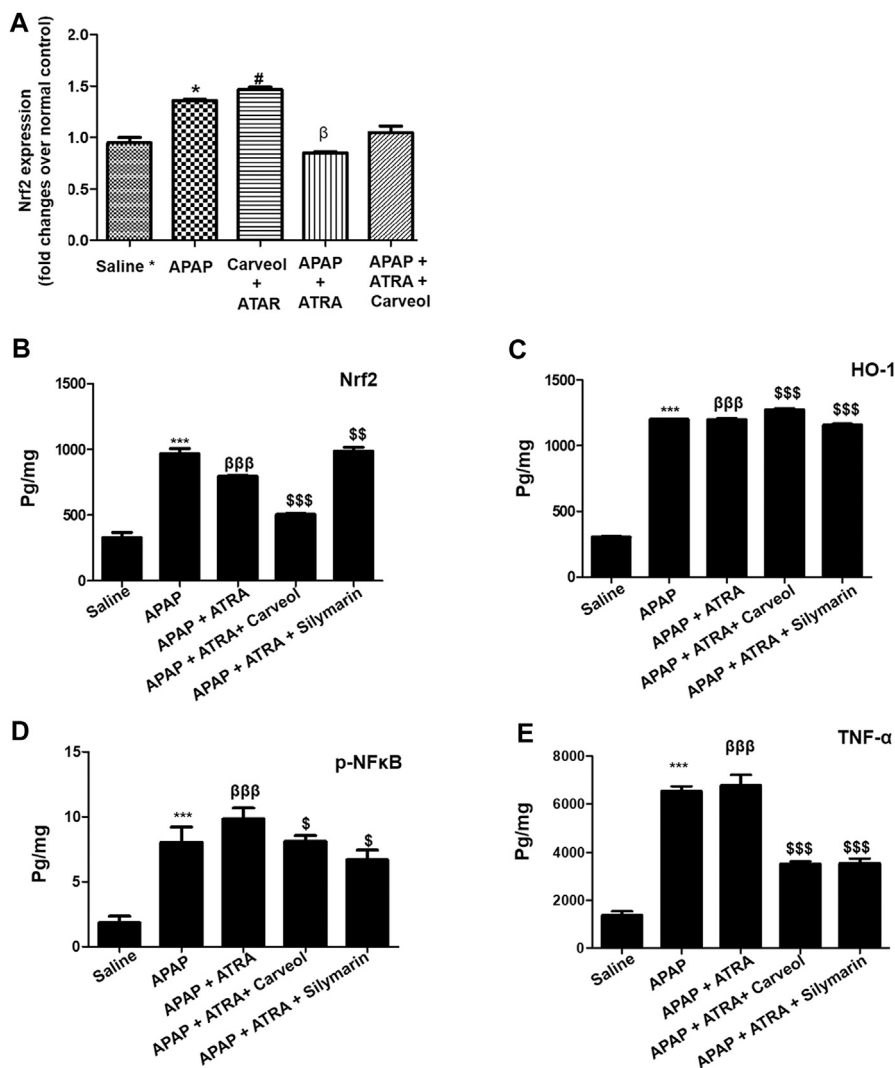 A
Nrf2 expression
(fold changes over normal control)
2.0
1.5
1.0
0.5
0.0
*
#
β
Saline *
APAP
Carveol
+
ATAR
APAP
+
ATRA
APAP +
ATRA +
Carveol
B
Nrf2
Pg/mg
1500
1000
500
0
***
βββ
$$$
$$
Saline
APAP
APAP + ATRA
APAP + ATRA+ Carveol
APAP + ATRA + Silymarin
C
HO-1
Pg/mg
1500
1000
500
0
***
βββ
$$$
$$$
Saline
APAP
APAP + ATRA
APAP + ATRA+ Carveol
APAP + ATRA + Silymarin
D
p-NFκB
Pg/mg
15
10
5
0
***
βββ
$
$
Saline
APAP
APAP + ATRA
APAP + ATRA+ Carveol
APAP + ATRA + Silymarin
E
TNF-α
Pg/mg
8000
6000
4000
2000
0
***
βββ
$$$
$$$
Saline
APAP
APAP + ATRA
APAP + ATRA+ Carveol
APAP + ATRA + Silymarin